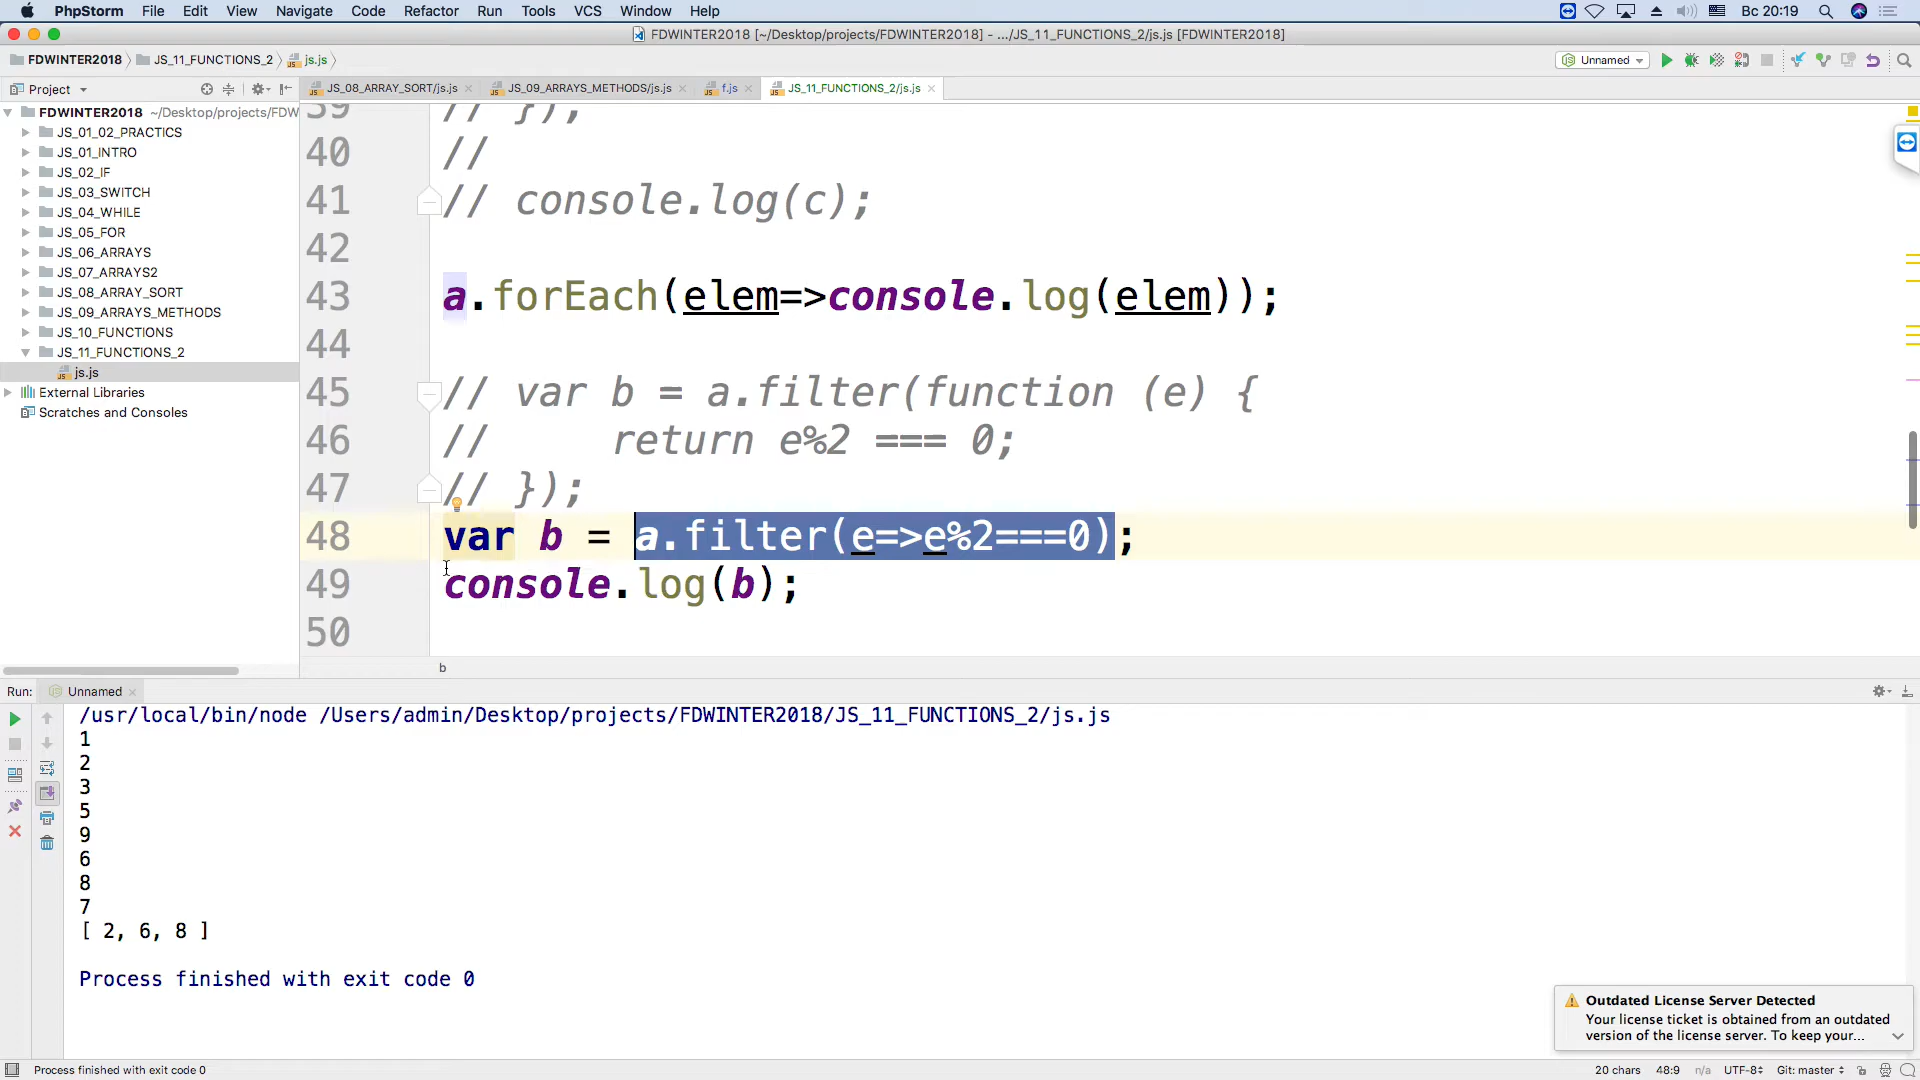 PhpStorm File Edit View Navigate Code Refactor Run Tools VCS Window Help Вс 20:19
FDWINTER2018 [~/Desktop/projects/FDWINTER2018] - .../JS_11_FUNCTIONS_2/js.js [FDWINTER2018]
FDWINTER2018 JS_11_FUNCTIONS_2 js.js Unnamed
Project JS_08_ARRAY_SORT/js.js JS_09_ARRAYS_METHODS/js.js f.js JS_11_FUNCTIONS_2/js.js
FDWINTER2018 ~/Desktop/projects/FDW
JS_01_02_PRACTICS
JS_01_INTRO
JS_02_IF
JS_03_SWITCH
JS_04_WHILE
JS_05_FOR
JS_06_ARRAYS
JS_07_ARRAYS2
JS_08_ARRAY_SORT
JS_09_ARRAYS_METHODS
JS_10_FUNCTIONS
JS_11_FUNCTIONS_2
js.js
External Libraries
Scratches and Consoles
39 // });
40 //
41 // console.log(c);
42
43 a.forEach(elem=>console.log(elem));
44
45 // var b = a.filter(function (e) {
46 // return e%2 === 0;
47 // });
48 var b = a.filter(e=>e%2===0);
49 console.log(b);
50
b
Run: Unnamed
/usr/local/bin/node /Users/admin/Desktop/projects/FDWINTER2018/JS_11_FUNCTIONS_2/js.js
1
2
3
5
9
6
8
7
[ 2, 6, 8 ]
Process finished with exit code 0
Outdated License Server Detected
Your license ticket is obtained from an outdated
version of the license server. To keep your...
Process finished with exit code 0 20 chars 48:9 n/a UTF-8 Git: master